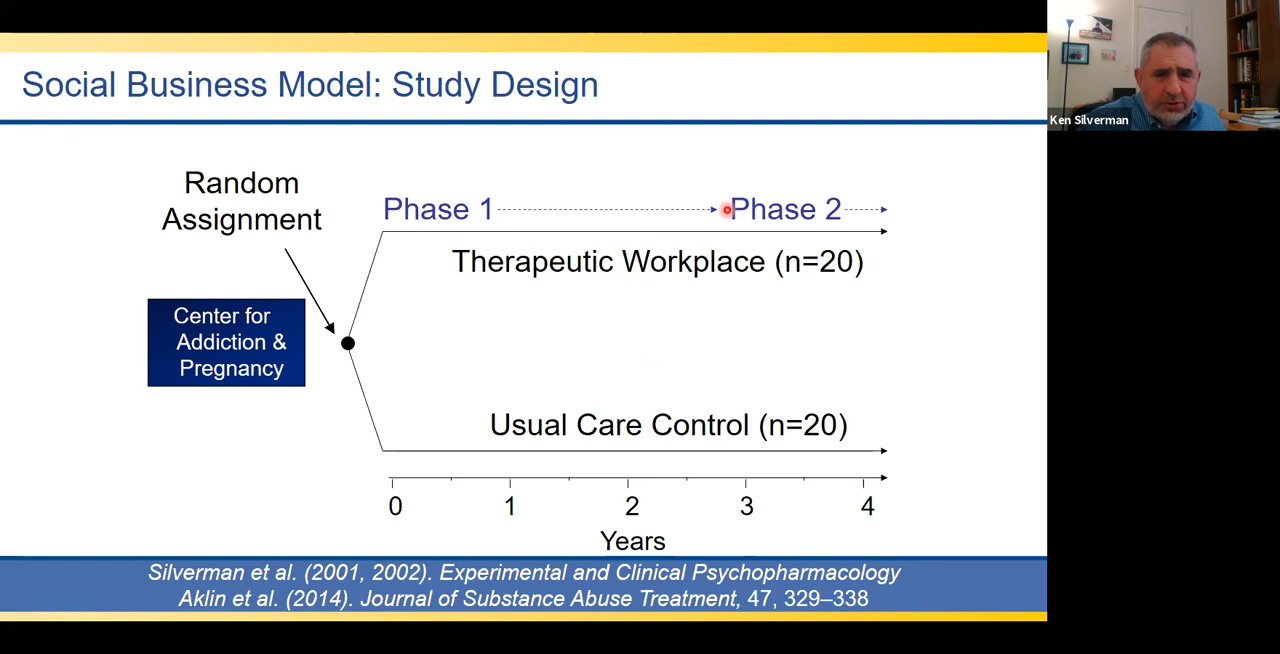 Social Business Model: Study Design
Ken Silverman
Random
Assignment
Phase 1
Phase 2
Therapeutic Workplace (n=20)
Center for
Addiction &
Pregnancy
Usual Care Control (n=20)
0 1 2 3 4
Years
Silverman et al. (2001, 2002). Experimental and Clinical Psychopharmacology
Aklin et al. (2014). Journal of Substance Abuse Treatment, 47, 329–338